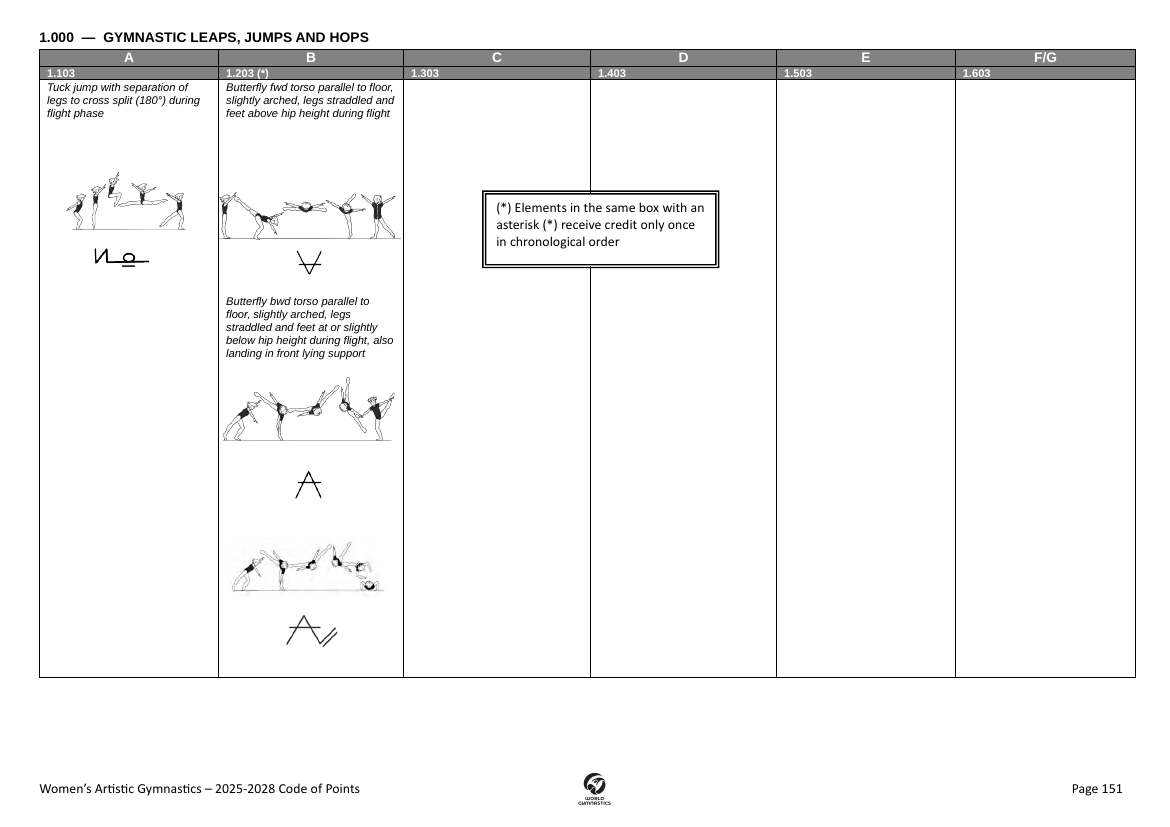 1.000 — GYMNASTIC LEAPS, JUMPS AND HOPS
A B C D E F/G
1.103 1.203 (*) 1.303 1.403 1.503 1.603
Tuck jump with separation of
legs to cross split (180°) during
flight phase
Butterfly fwd torso parallel to floor,
slightly arched, legs straddled and
feet above hip height during flight
Butterfly bwd torso parallel to
floor, slightly arched, legs
straddled and feet at or slightly
below hip height during flight, also
landing in front lying support
(*) Elements in the same box with an
asterisk (*) receive credit only once
in chronological order
Women's Artistic Gymnastics – 2025-2028 Code of Points
WORLD
GYMNASTICS
Page 151